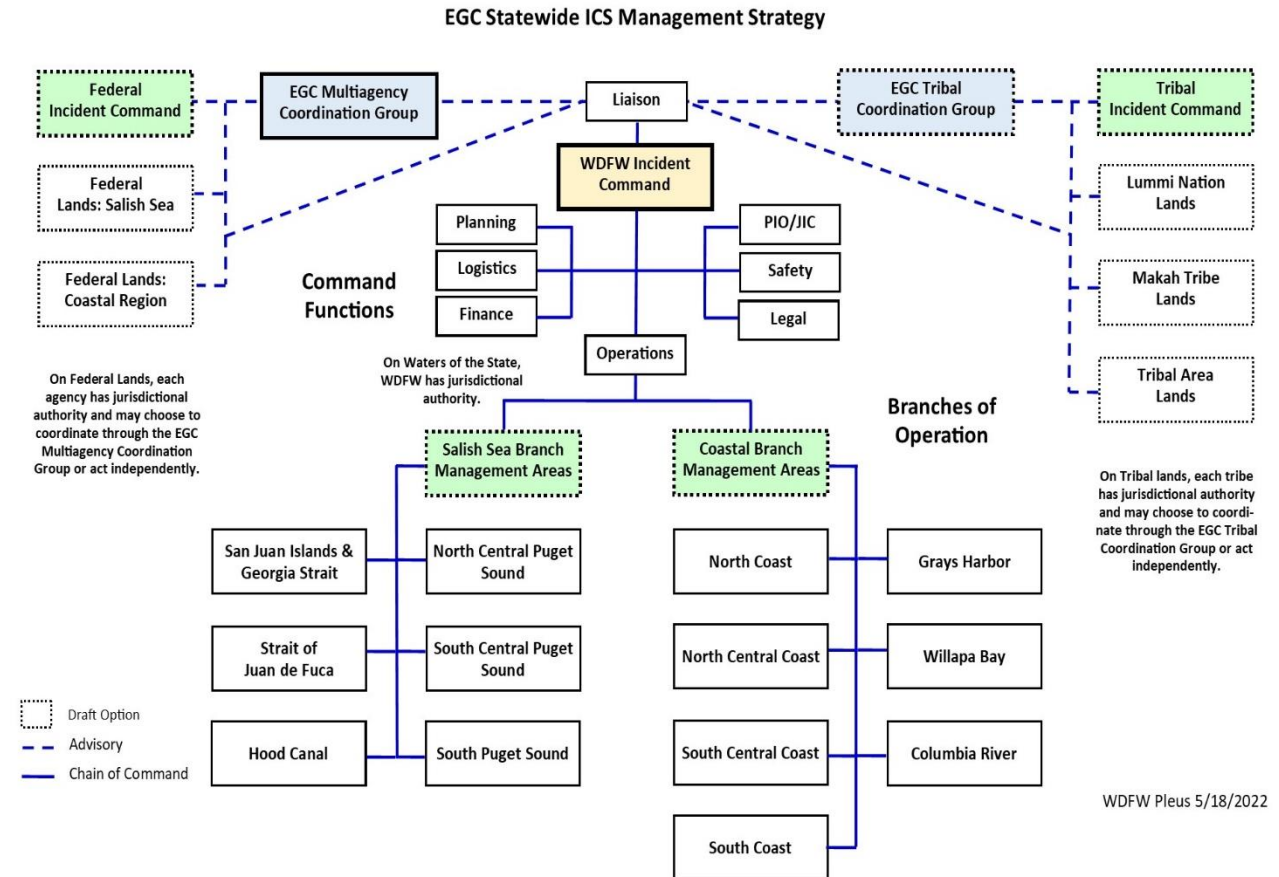 EGC Statewide ICS Management Strategy
Federal
Incident Command
EGC Multiagency
Coordination Group
Liaison
EGC Tribal
Coordination Group
Tribal
Incident Command
WDFW Incident
Command
Federal
Lands: Salish Sea
Lummi Nation
Lands
Planning
PIO/JIC
Federal Lands:
Coastal Region
Command
Functions
Logistics
Safety
Makah Tribe
Lands
Finance
Legal
Operations
On Waters of the State,
WDFW has jurisdictional
authority.
Tribal Area
Lands
On Federal Lands, each
agency has jurisdictional
authority and may choose to
coordinate through the EGC
Multiagency Coordination
Group or act independently.
Branches of
Operation
Salish Sea Branch
Management Areas
Coastal Branch
Management Areas
On Tribal lands, each tribe
has jurisdictional authority
and may choose to coordi-
nate through the EGC Tribal
Coordination Group or act
independently.
San Juan Islands &
Georgia Strait
North Central Puget
Sound
North Coast
Grays Harbor
Strait of
Juan de Fuca
South Central Puget
Sound
North Central Coast
Willapa Bay
Hood Canal
South Puget Sound
South Central Coast
Columbia River
South Coast
Draft Option
Advisory
Chain of Command
WDFW Pleus 5/18/2022